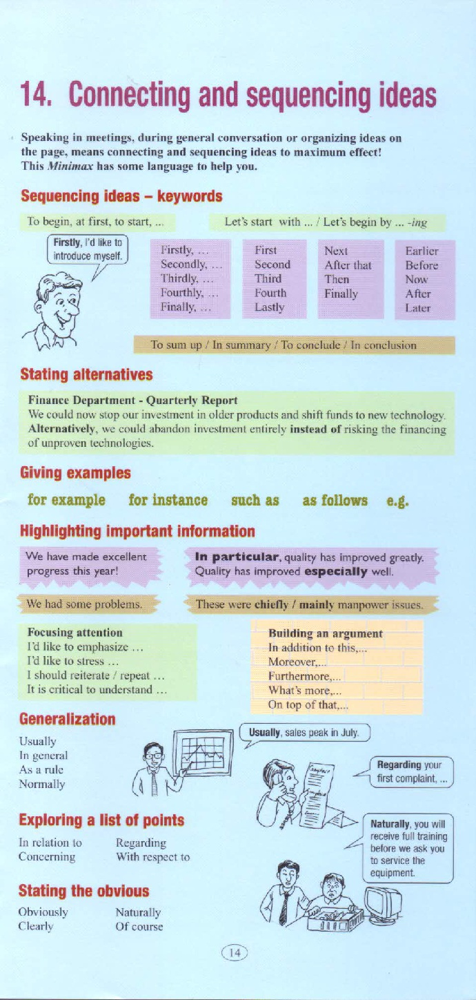 14. Connecting and sequencing ideas
Speaking in meetings, during general conversation or organizing ideas on
the page, means connecting and sequencing ideas to maximum effect!
This Minimax has some language to help you.
Sequencing ideas – keywords
To begin, at first, to start, ...
Let's start with ... / Let's begin by ... -ing
Firstly, I'd like to
introduce myself.
Firstly, ...
Secondly, ...
Thirdly, ...
Fourthly, ...
Finally, ...
First
Second
Third
Fourth
Lastly
Next
After that
Then
Finally
Earlier
Before
Now
After
Later
To sum up / In summary / To conclude / In conclusion
Stating alternatives
Finance Department - Quarterly Report
We could now stop our investment in older products and shift funds to new technology.
Alternatively, we could abandon investment entirely instead of risking the financing
of unproven technologies.
Giving examples
for example for instance such as as follows e.g.
Highlighting important information
We have made excellent
progress this year!
In particular, quality has improved greatly.
Quality has improved especially well.
We had some problems.
These were chiefly / mainly manpower issues.
Focusing attention
I'd like to emphasize ...
I'd like to stress ...
I should reiterate / repeat ...
It is critical to understand ...
Building an argument
In addition to this,...
Moreover,...
Furthermore,...
What's more,...
On top of that,...
Generalization
Usually
In general
As a rule
Normally
Usually, sales peak in July.
Complaint
Complaint
Regarding your
first complaint, ...
Exploring a list of points
In relation to
Concerning
Regarding
With respect to
Naturally, you will
receive full training
before we ask you
to service the
equipment.
Stating the obvious
Obviously
Clearly
Naturally
Of course
14